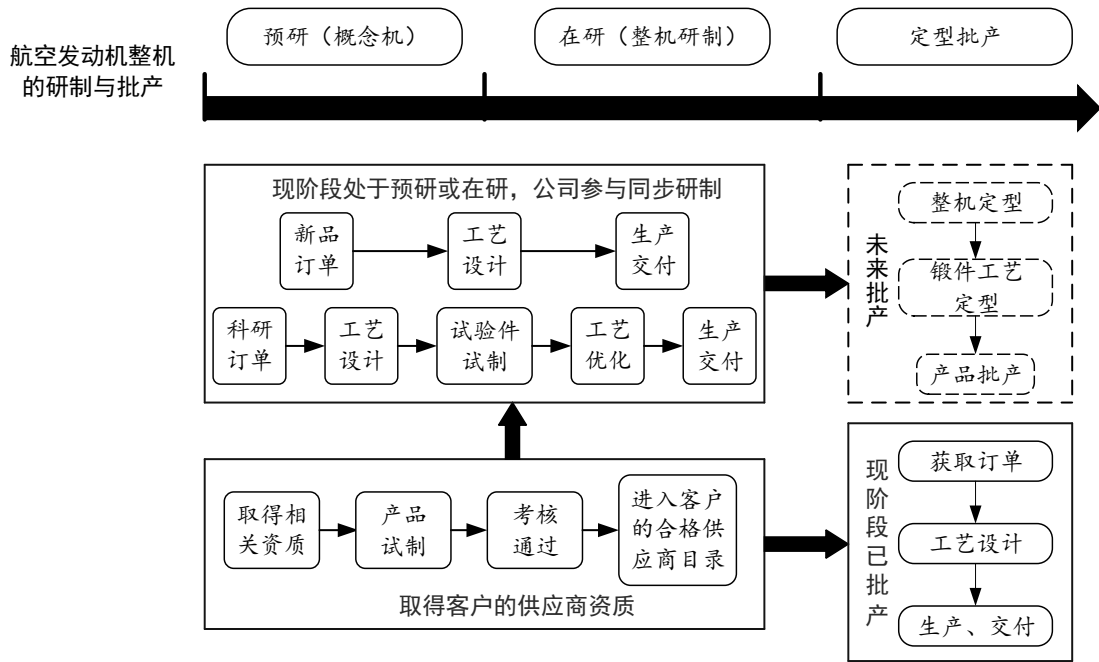 航空发动机整机
的研制与批产
预研（概念机）
在研（整机研制）
定型批产
现阶段处于预研或在研，公司参与同步研制
新品
订单
工艺
设计
生产
交付
科研
订单
工艺
设计
试验件
试制
工艺
优化
生产
交付
未来批产
整机定型
锻件工艺
定型
产品批产
取得相
关资质
产品
试制
考核
通过
进入客户
的合格供
应商目录
取得客户的供应商资质
现阶段已批产
获取订单
工艺设计
生产、交付